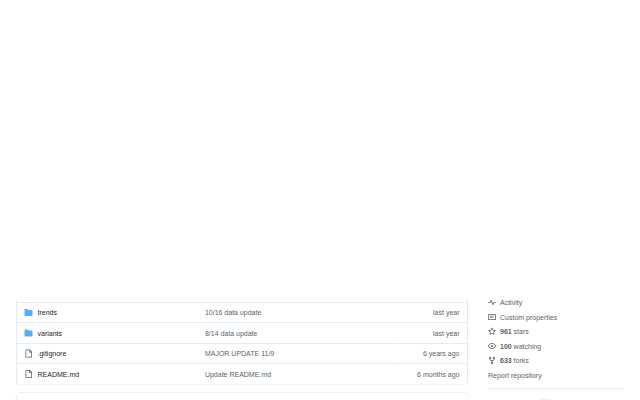 trends 10/16 data update last year
variants 8/14 data update last year
.gitignore MAJOR UPDATE 11/9 6 years ago
README.md Update README.md 6 months ago
Activity
Custom properties
961 stars
100 watching
633 forks
Report repository